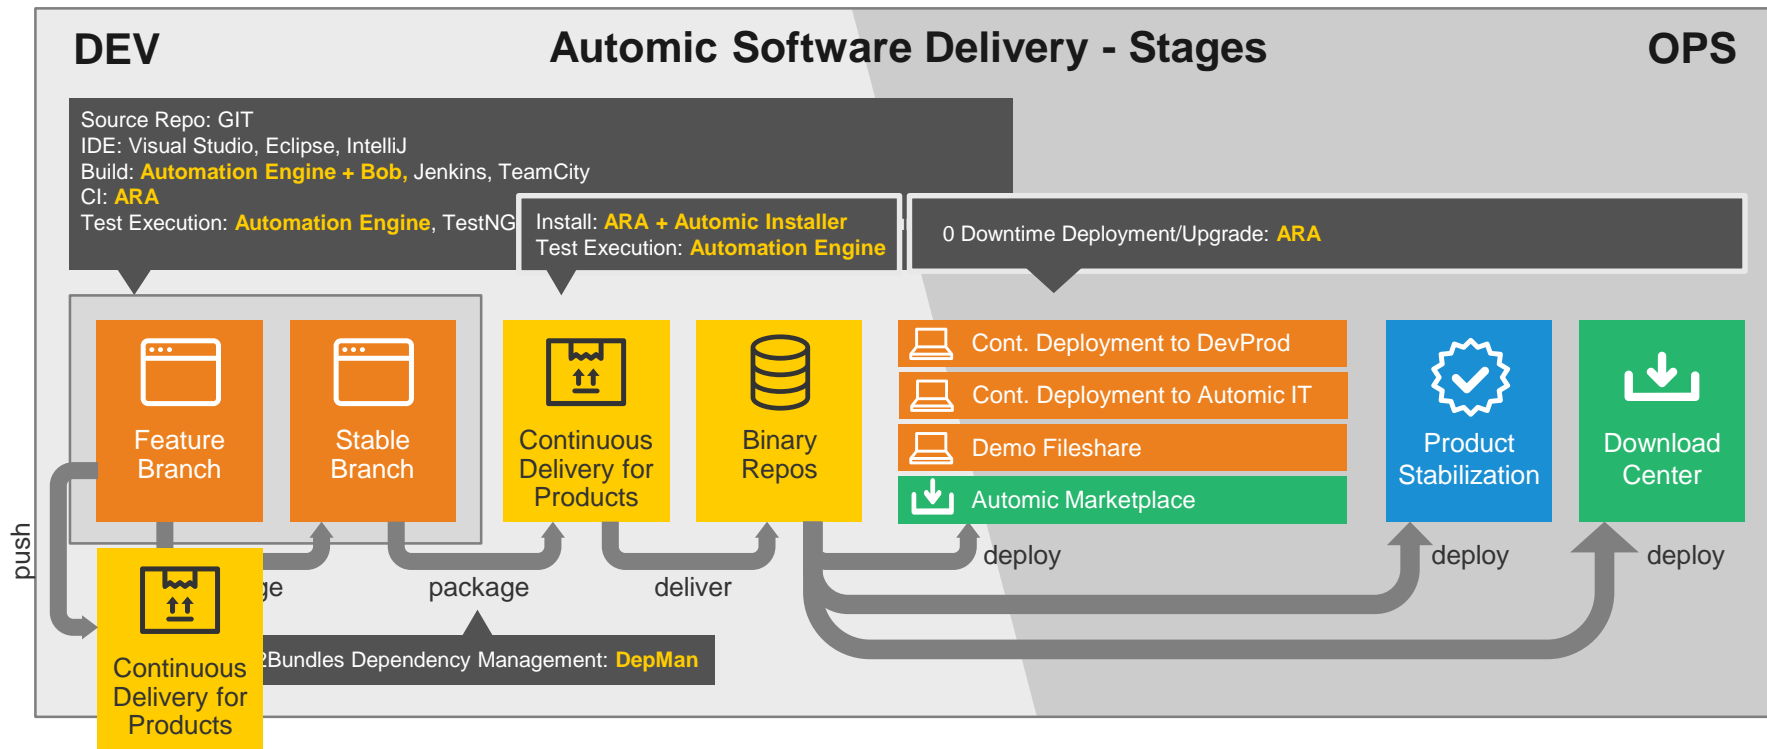 DEV
Automic Software Delivery - Stages
OPS
Source Repo: GIT
IDE: Visual Studio, Eclipse, IntelliJ
Build: Automation Engine + Bob, Jenkins, TeamCity
CI: ARA
Test Execution: Automation Engine, TestNG
Install: ARA + Automic Installer
Test Execution: Automation Engine
0 Downtime Deployment/Upgrade: ARA
Feature
Branch
Stable
Branch
Continuous
Delivery for
Products
Binary
Repos
Cont. Deployment to DevProd
Cont. Deployment to Automic IT
Demo Fileshare
Automic Marketplace
Product
Stabilization
Download
Center
push
package
deliver
deploy
deploy
deploy
2Bundles Dependency Management: DepMan
Continuous
Delivery for
Products